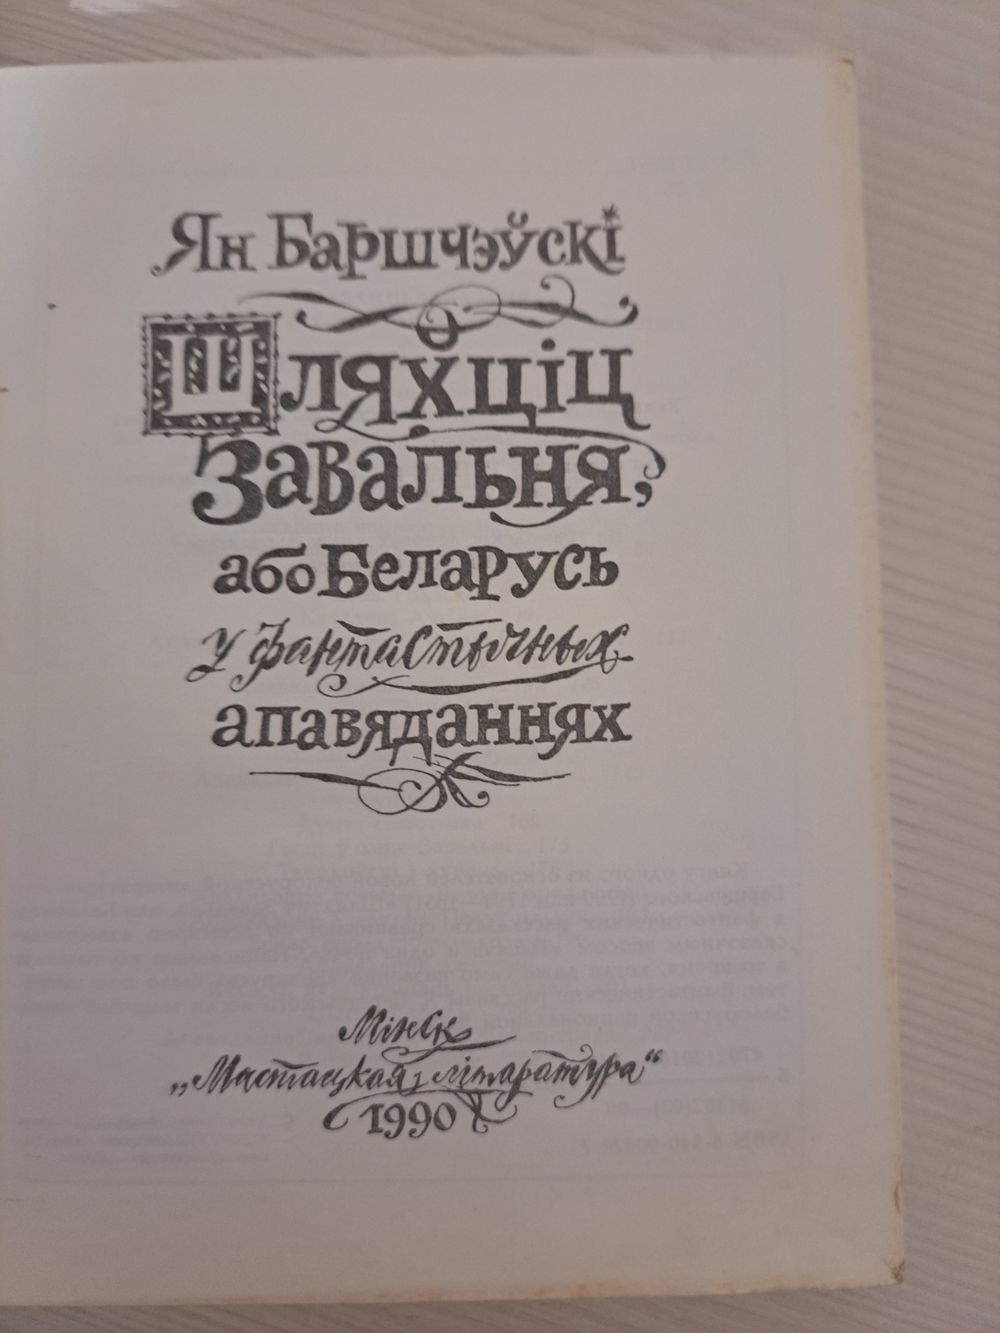 Ян Баршчэўскі
Шляхціц
Завальня,
або Беларусь
у фантастычных
апавяданнях
Мінск
„Мастацкая літаратура“
1990